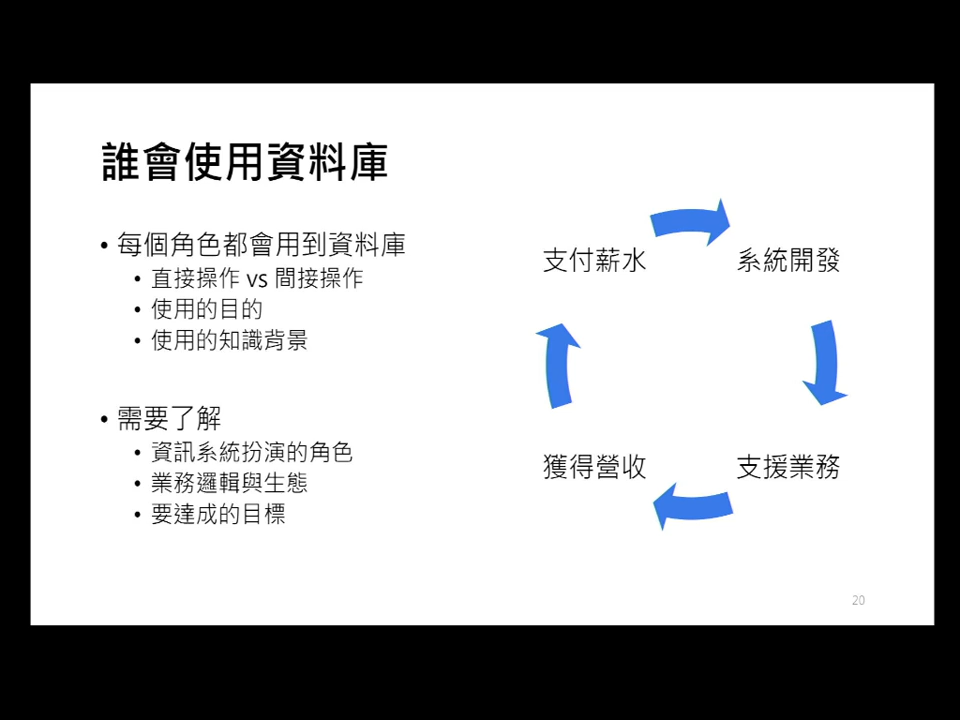 誰會使用資料庫
• 每個角色都會用到資料庫
• 直接操作 vs 間接操作
• 使用的目的
• 使用的知識背景
• 需要了解
• 資訊系統扮演的角色
• 業務邏輯與生態
• 要達成的目標
支付薪水
系統開發
支援業務
獲得營收
20